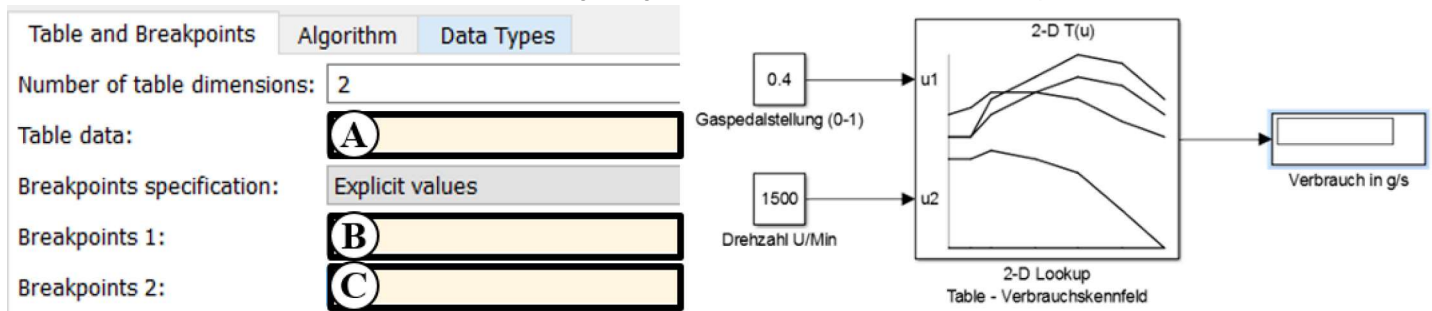 Table and Breakpoints Algorithm Data Types
Number of table dimensions: 2
Table data: A
Breakpoints specification: Explicit values
Breakpoints 1: B
Breakpoints 2: C
2-D T(u)
0.4
u1
Gaspedalstellung (0-1)
1500
u2
Drehzahl U/Min
Verbrauch in g/s
2-D Lookup
Table - Verbrauchskennfeld